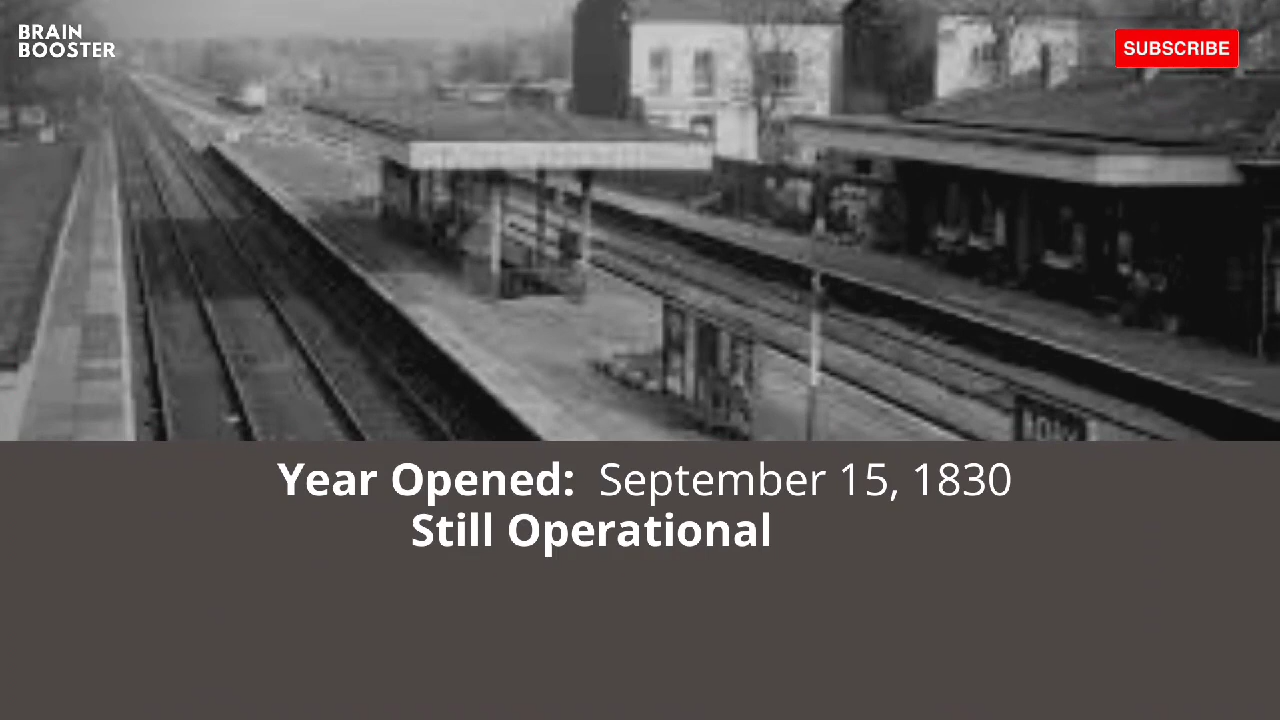 BRAIN
BOOSTER
SUBSCRIBE
Year Opened: September 15, 1830
Still Operational